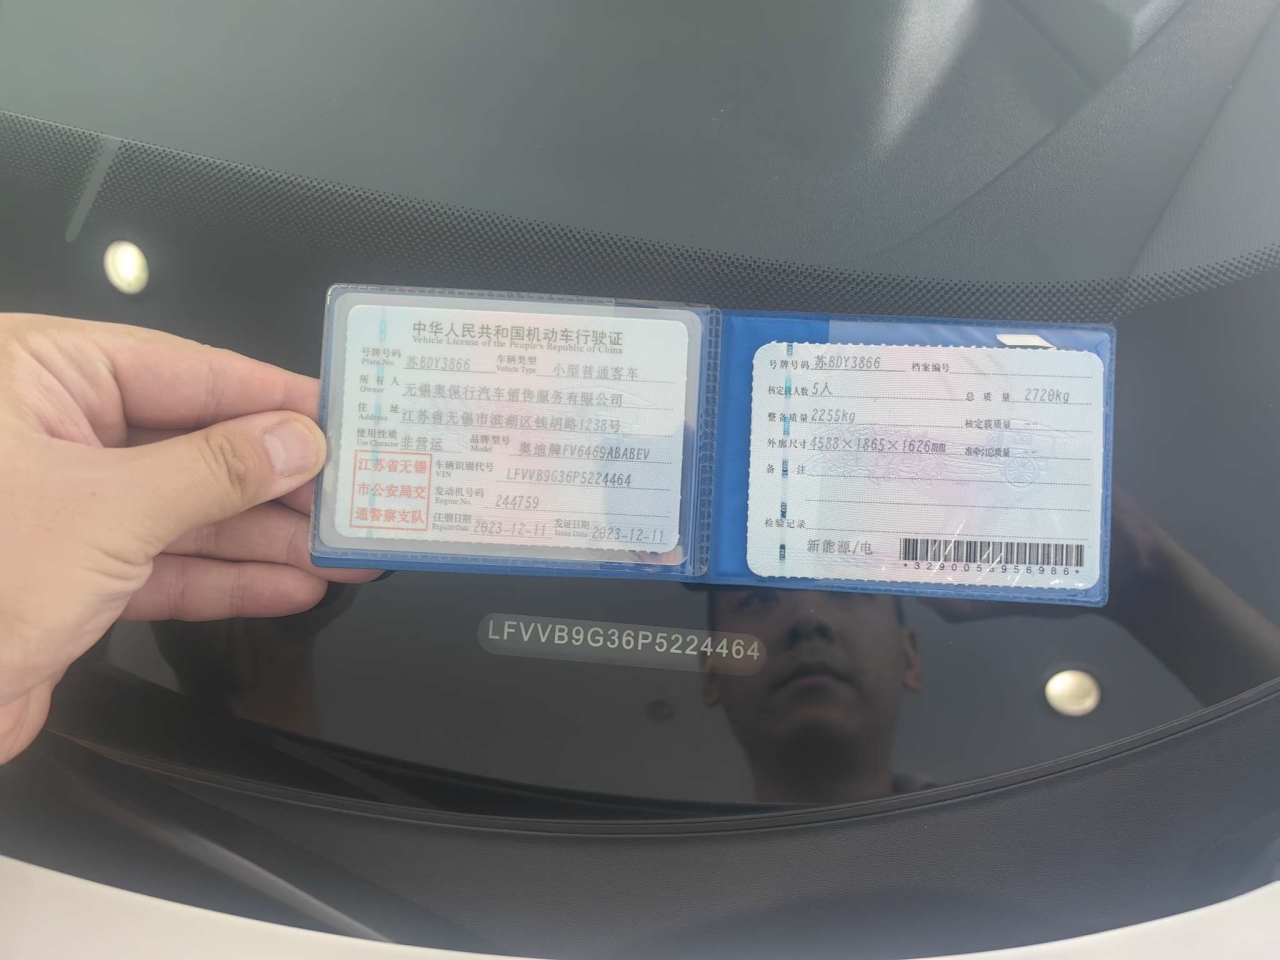 中华人民共和国机动车行驶证
Vehicle License of the People's Republic of China
号牌号码 苏BDY3866 车辆类型 小型普通客车
Plate No. Vehicle Type
所有人 无锡奥保行汽车销售服务有限公司
Owner
住址 江苏省无锡市滨湖区钱胡路1238号
Address
使用性质 非营运 品牌型号 奥迪牌FV6469ABABEV
Use Character Model
江苏省无锡
市公安局交
通警察支队
车辆识别代号 LFVVB9G36P5224464
VIN
发动机号码 244759
Engine No.
注册日期 2023-12-11 发证日期 2023-12-11
Register Date Issue Date
号牌号码 苏BDY3866 档案编号
核定载人数 5人 总质量 2720kg
整备质量 2255kg 核定载质量 --
外廓尺寸 4588×1865×1626mm 准牵引总质量 --
备注
检验记录
新能源/电
LFVVB9G36P5224464